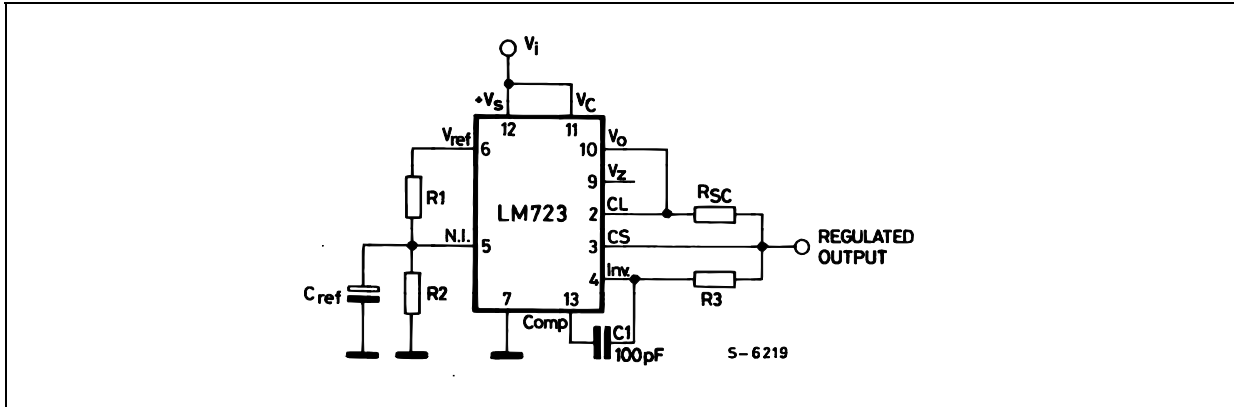 Vi
+Vs
VC
12
11
Vref
Vo
6
10
Vz
9
R1
LM723
CL
RSC
2
N.I.
CS
5
3
REGULATED
OUTPUT
Inv.
4
Cref
R2
R3
7
13
Comp
C1
100pF
S-6219